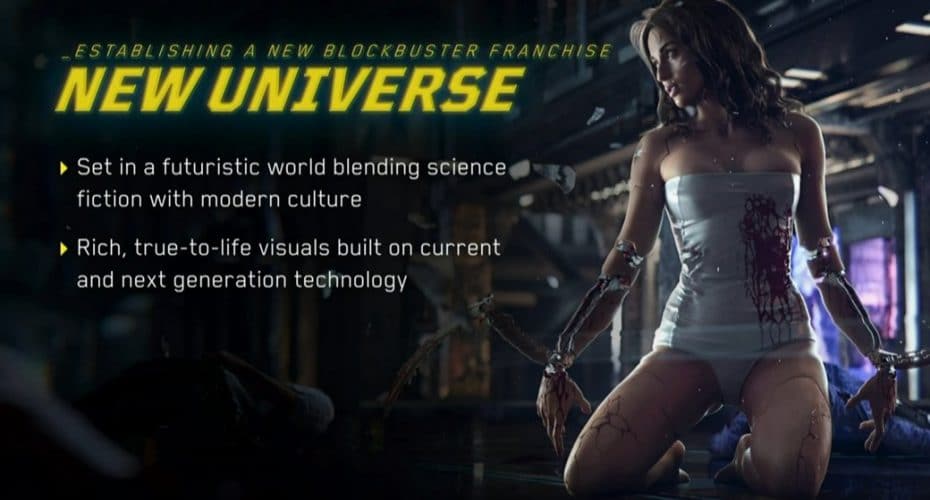 _ESTABLISHING A NEW BLOCKBUSTER FRANCHISE
NEW UNIVERSE
Set in a futuristic world blending science
fiction with modern culture
Rich, true-to-life visuals built on current
and next generation technology